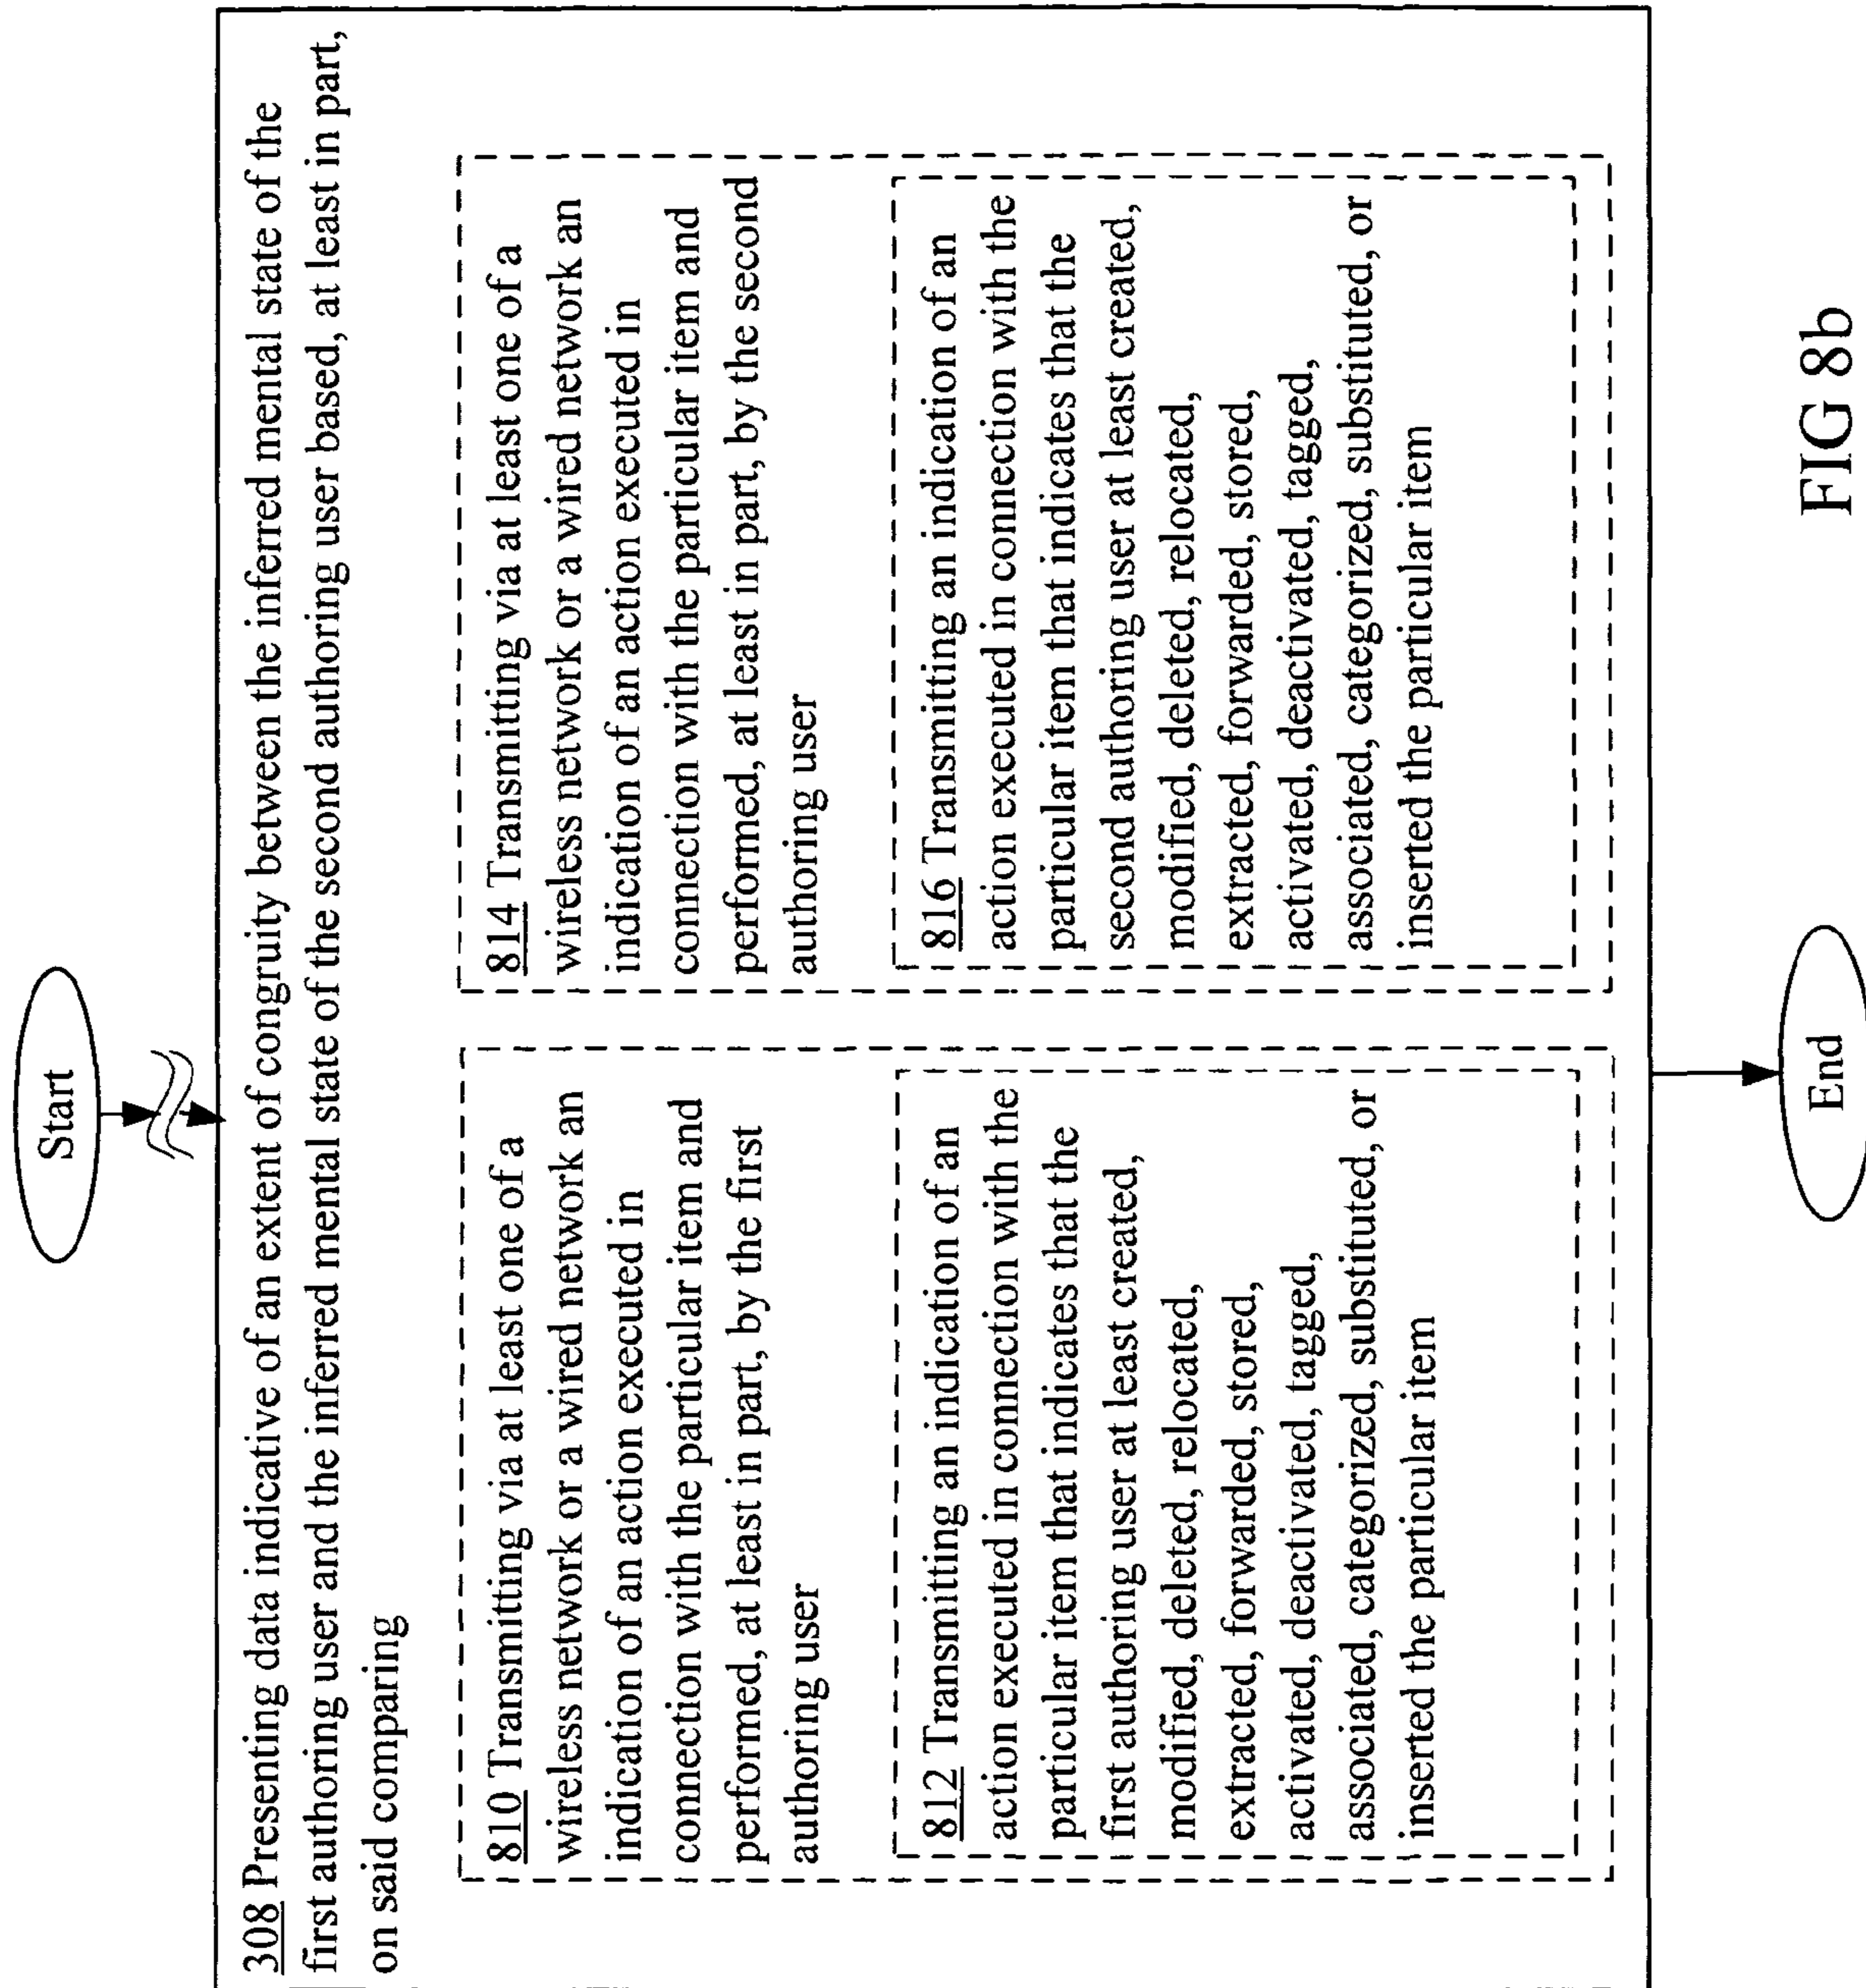 Start
308 Presenting data indicative of an extent of congruity between the inferred mental state of the
first authoring user and the inferred mental state of the second authoring user based, at least in part,
on said comparing
810 Transmitting via at least one of a
wireless network or a wired network an
indication of an action executed in
connection with the particular item and
performed, at least in part, by the first
authoring user
812 Transmitting an indication of an
action executed in connection with the
particular item that indicates that the
first authoring user at least created,
modified, deleted, relocated,
extracted, forwarded, stored,
activated, deactivated, tagged,
associated, categorized, substituted, or
inserted the particular item
814 Transmitting via at least one of a
wireless network or a wired network an
indication of an action executed in
connection with the particular item and
performed, at least in part, by the second
authoring user
816 Transmitting an indication of an
action executed in connection with the
particular item that indicates that the
second authoring user at least created,
modified, deleted, relocated,
extracted, forwarded, stored,
activated, deactivated, tagged,
associated, categorized, substituted, or
inserted the particular item
End
FIG 8b